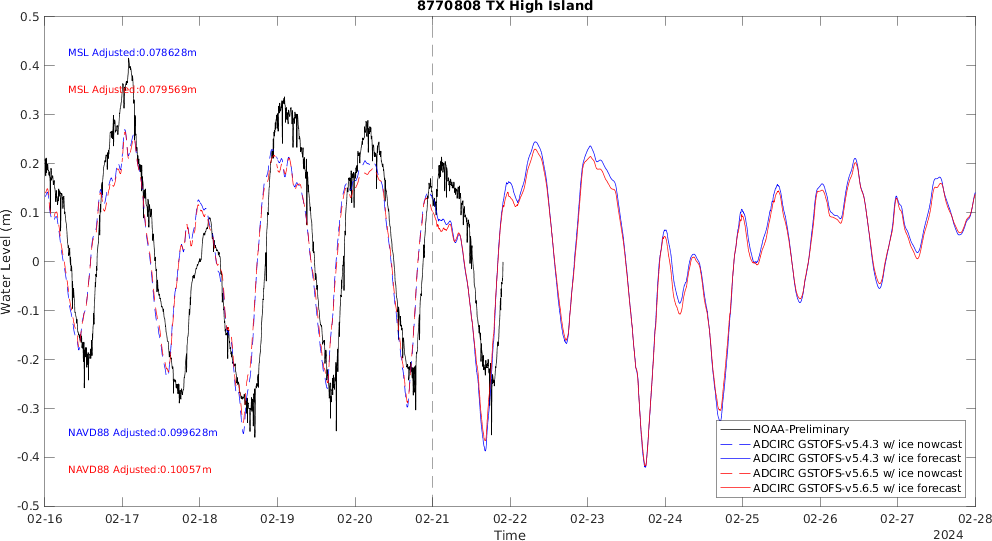 8770808 TX High Island
0.5
0.4
0.3
0.2
0.1
0
-0.1
-0.2
-0.3
-0.4
-0.5
Water Level (m)
MSL Adjusted:0.078628m
MSL Adjusted:0.079569m
NAVD88 Adjusted:0.099628m
NAVD88 Adjusted:0.10057m
NOAA-Preliminary
ADCIRC GSTOFS-v5.4.3 w/ ice nowcast
ADCIRC GSTOFS-v5.4.3 w/ ice forecast
ADCIRC GSTOFS-v5.6.5 w/ ice nowcast
ADCIRC GSTOFS-v5.6.5 w/ ice forecast
02-16 02-17 02-18 02-19 02-20 02-21 02-22 02-23 02-24 02-25 02-26 02-27 02-28
Time
2024